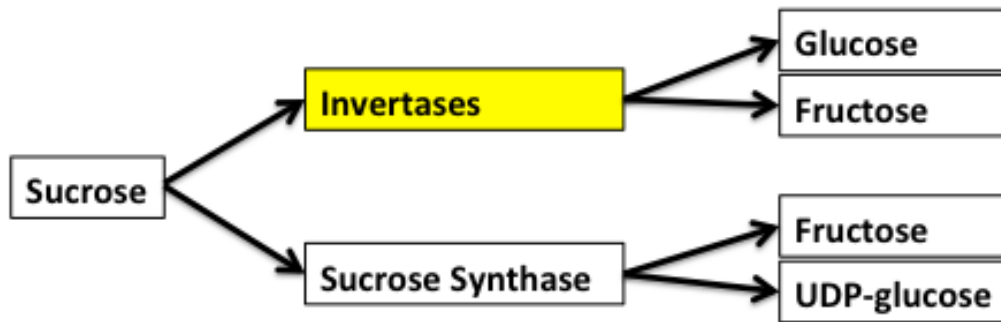 Sucrose
Invertases
Glucose
Fructose
Sucrose Synthase
Fructose
UDP-glucose